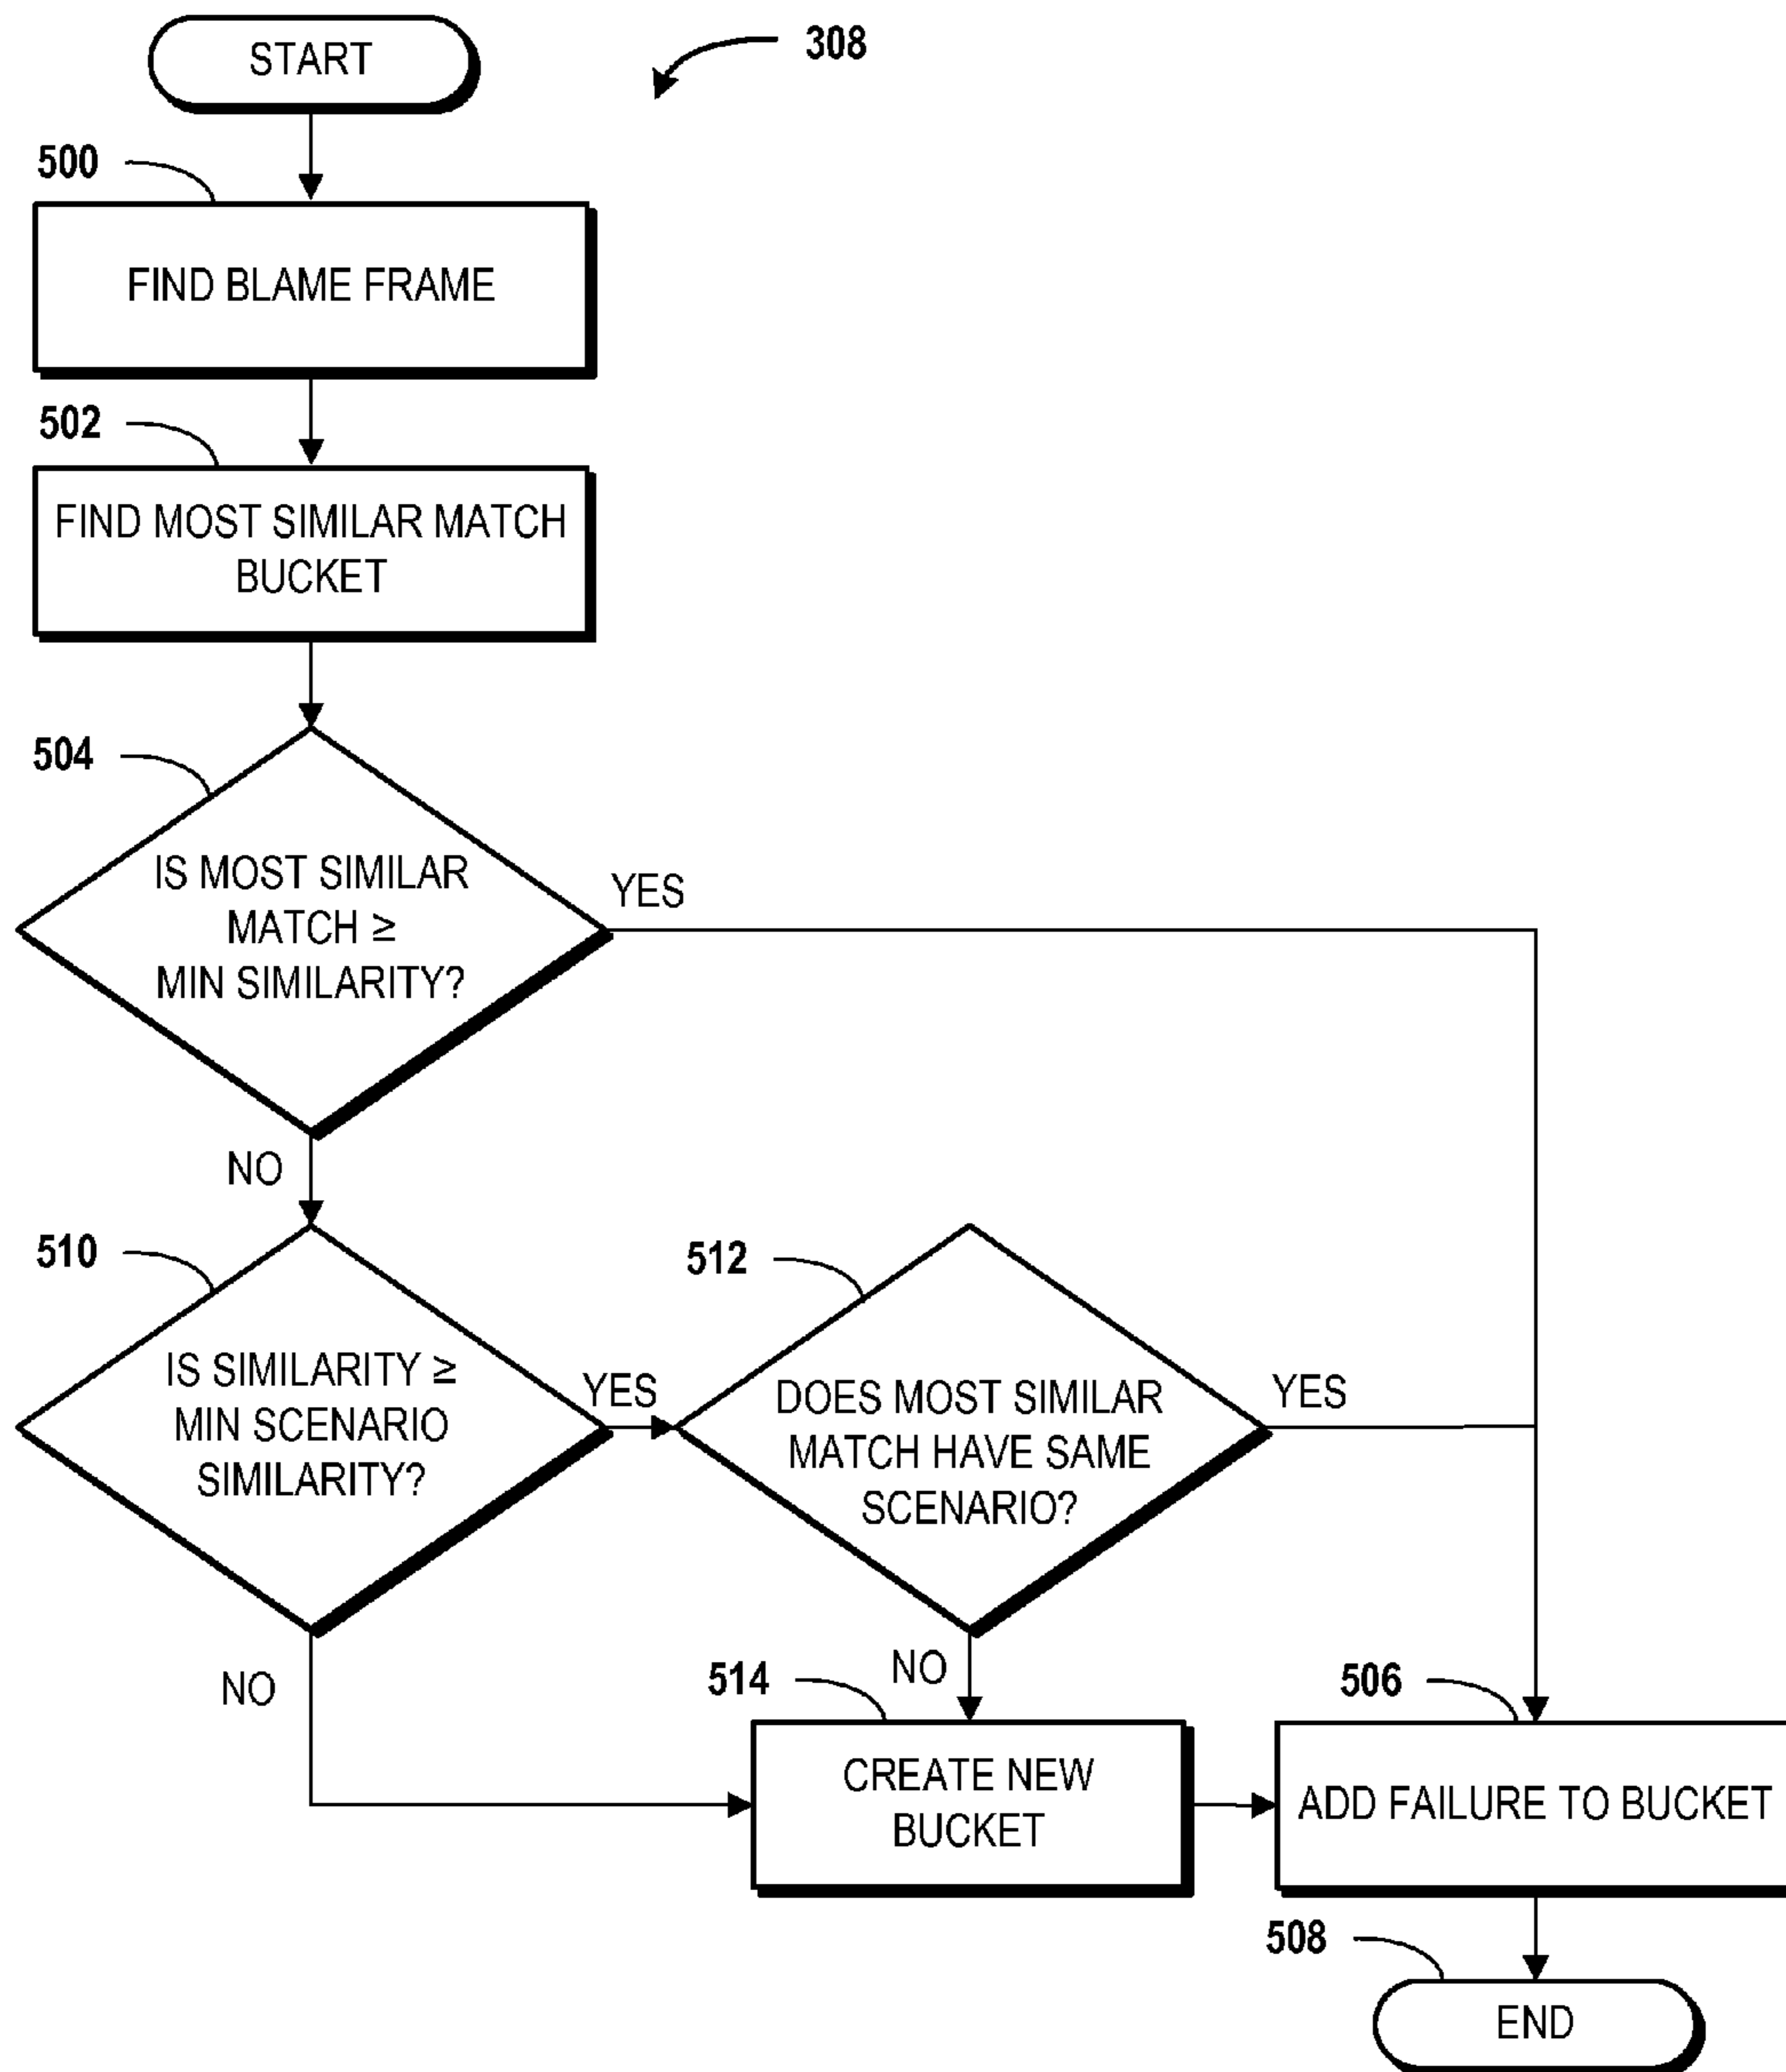 START
308
500
FIND BLAME FRAME
502
FIND MOST SIMILAR MATCH
BUCKET
504
IS MOST SIMILAR
MATCH ≥
MIN SIMILARITY?
YES
NO
510
IS SIMILARITY ≥
MIN SCENARIO
SIMILARITY?
YES
512
DOES MOST SIMILAR
MATCH HAVE SAME
SCENARIO?
YES
NO
NO
514
CREATE NEW
BUCKET
506
ADD FAILURE TO BUCKET
508
END